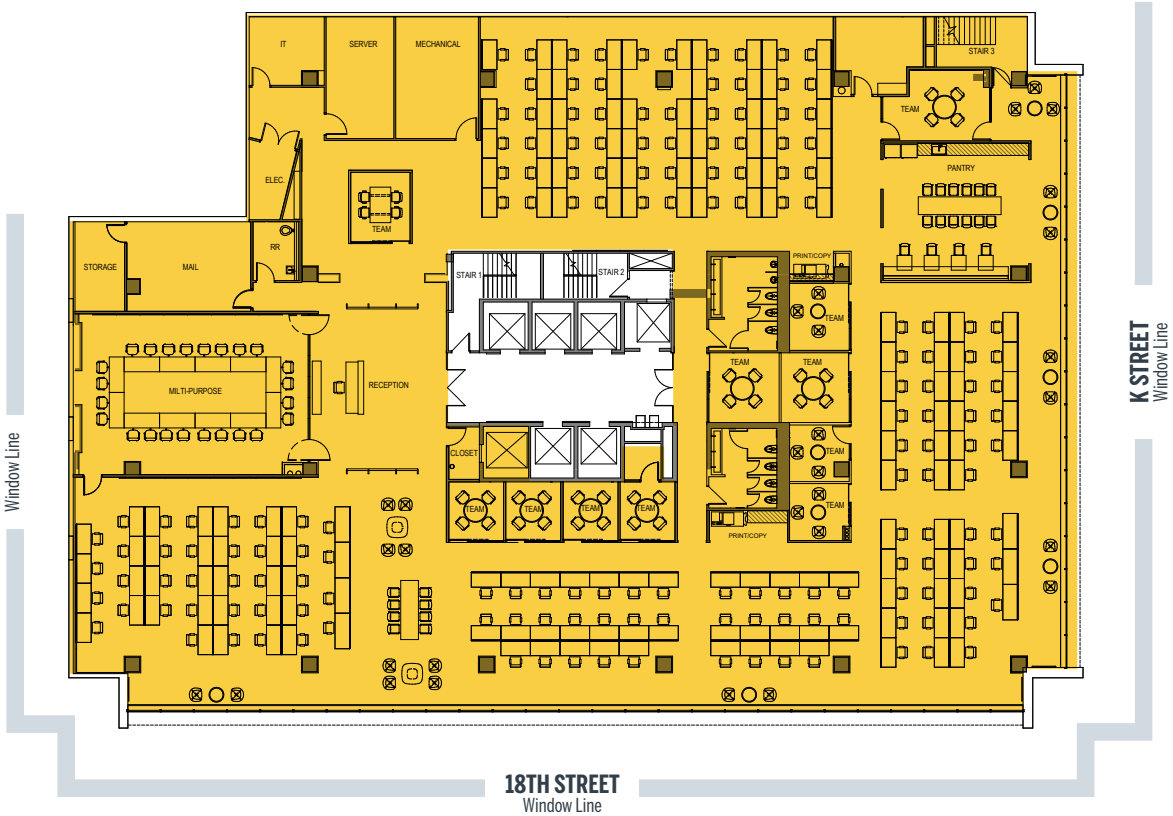 IT
SERVER
MECHANICAL
STAIR 3
TEAM
PANTRY
ELEC.
TEAM
RR
STORAGE
MAIL
STAIR 1
STAIR 2
PRINT/COPY
TEAM
MILTI-PURPOSE
RECEPTION
TEAM
TEAM
CLOSET
TEAM
TEAM
TEAM
TEAM
TEAM
TEAM
PRINT/COPY
Window Line
K STREET
Window Line
18TH STREET
Window Line